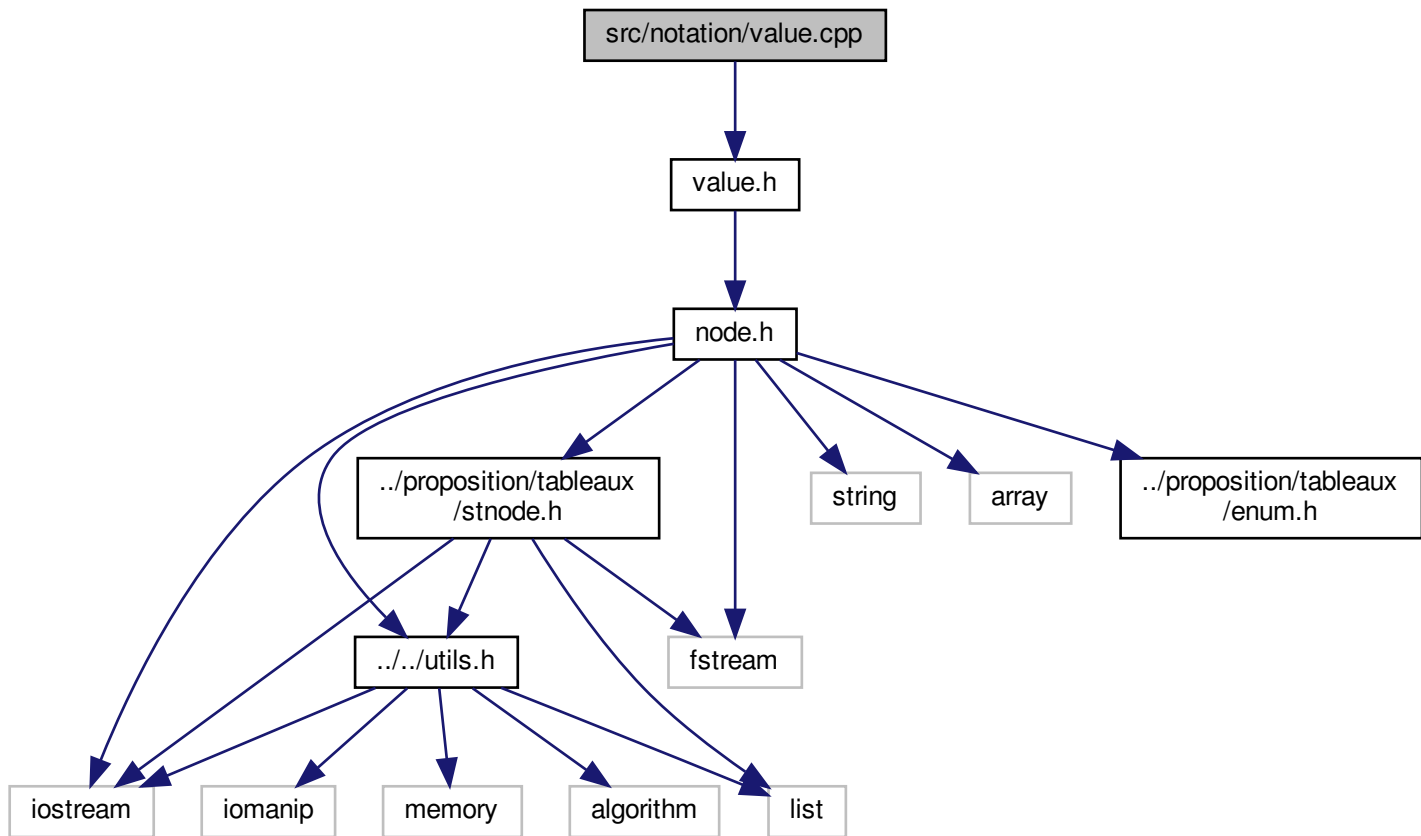 src/notation/value.cpp
value.h
node.h
../proposition/tableaux
/stnode.h
string
array
../proposition/tableaux
/enum.h
../../utils.h
fstream
iostream
iomanip
memory
algorithm
list